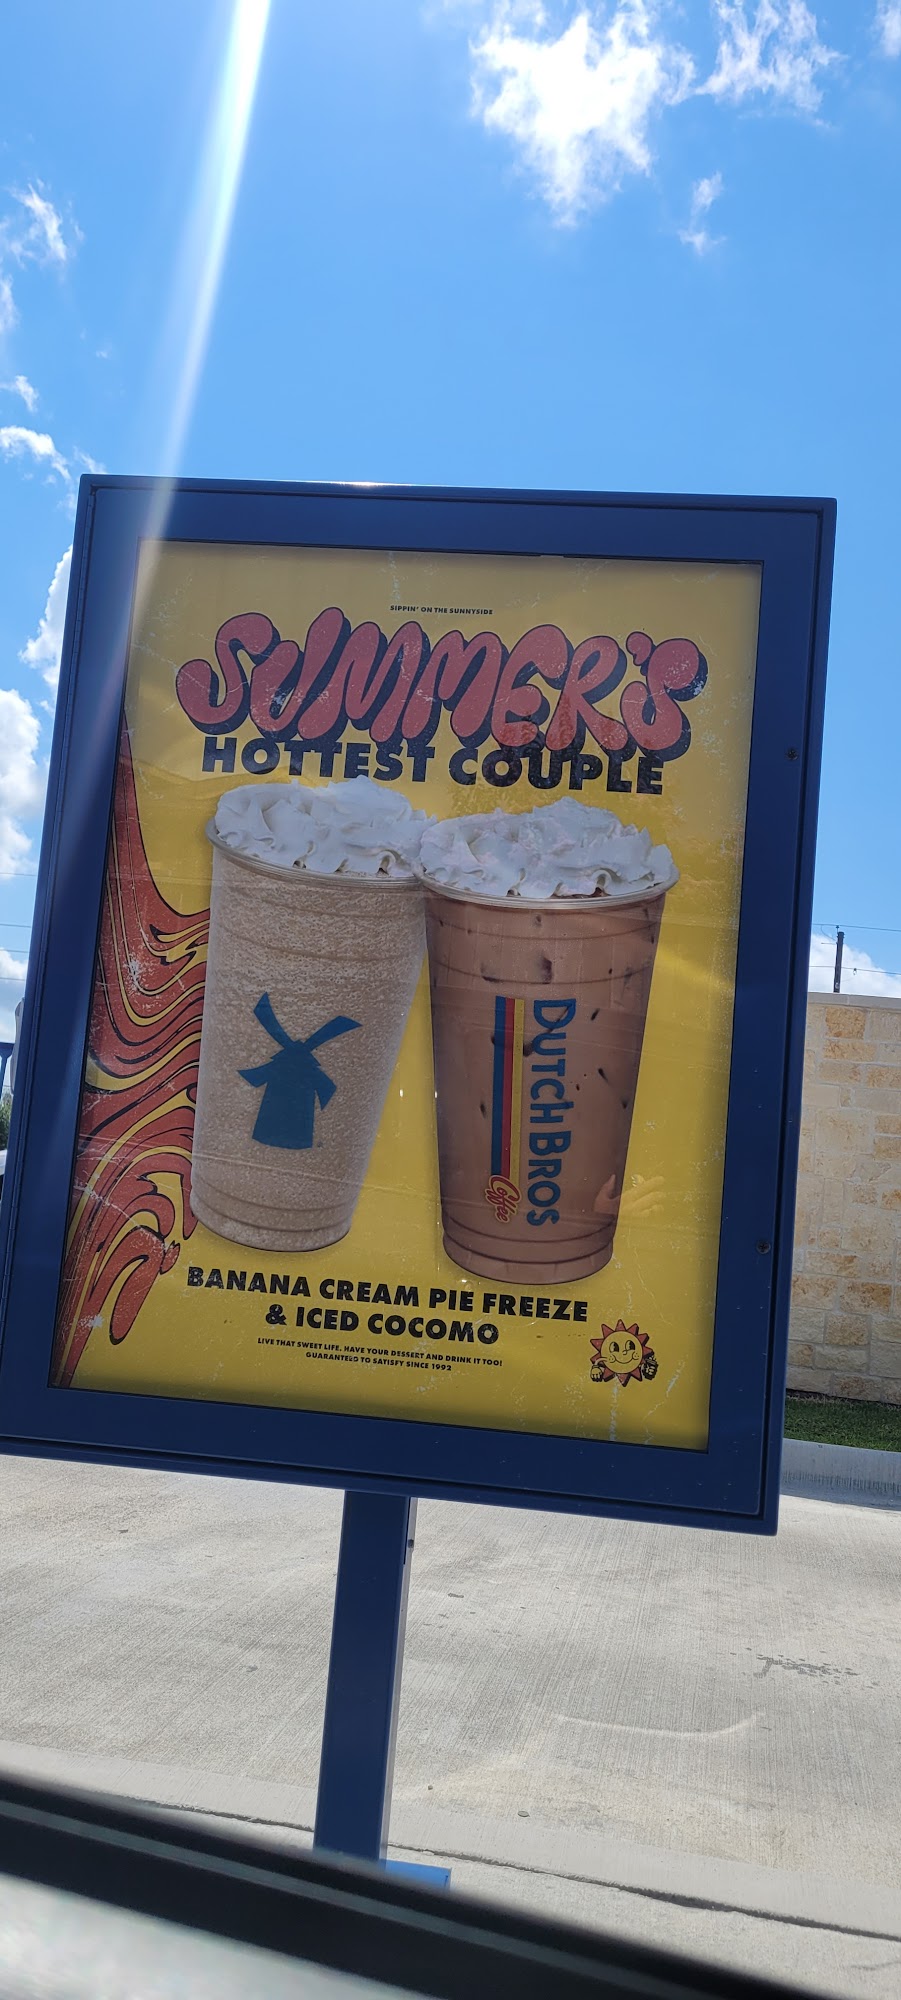 SIPPIN' ON THE SUNNYSIDE
SUMMER'S
HOTTEST COUPLE
DUTCH BROS
Coffee
BANANA CREAM PIE FREEZE
& ICED COCOMO
LIVE THAT SWEET LIFE. HAVE YOUR DESSERT AND DRINK IT TOO!
GUARANTEED TO SATISFY SINCE 1992